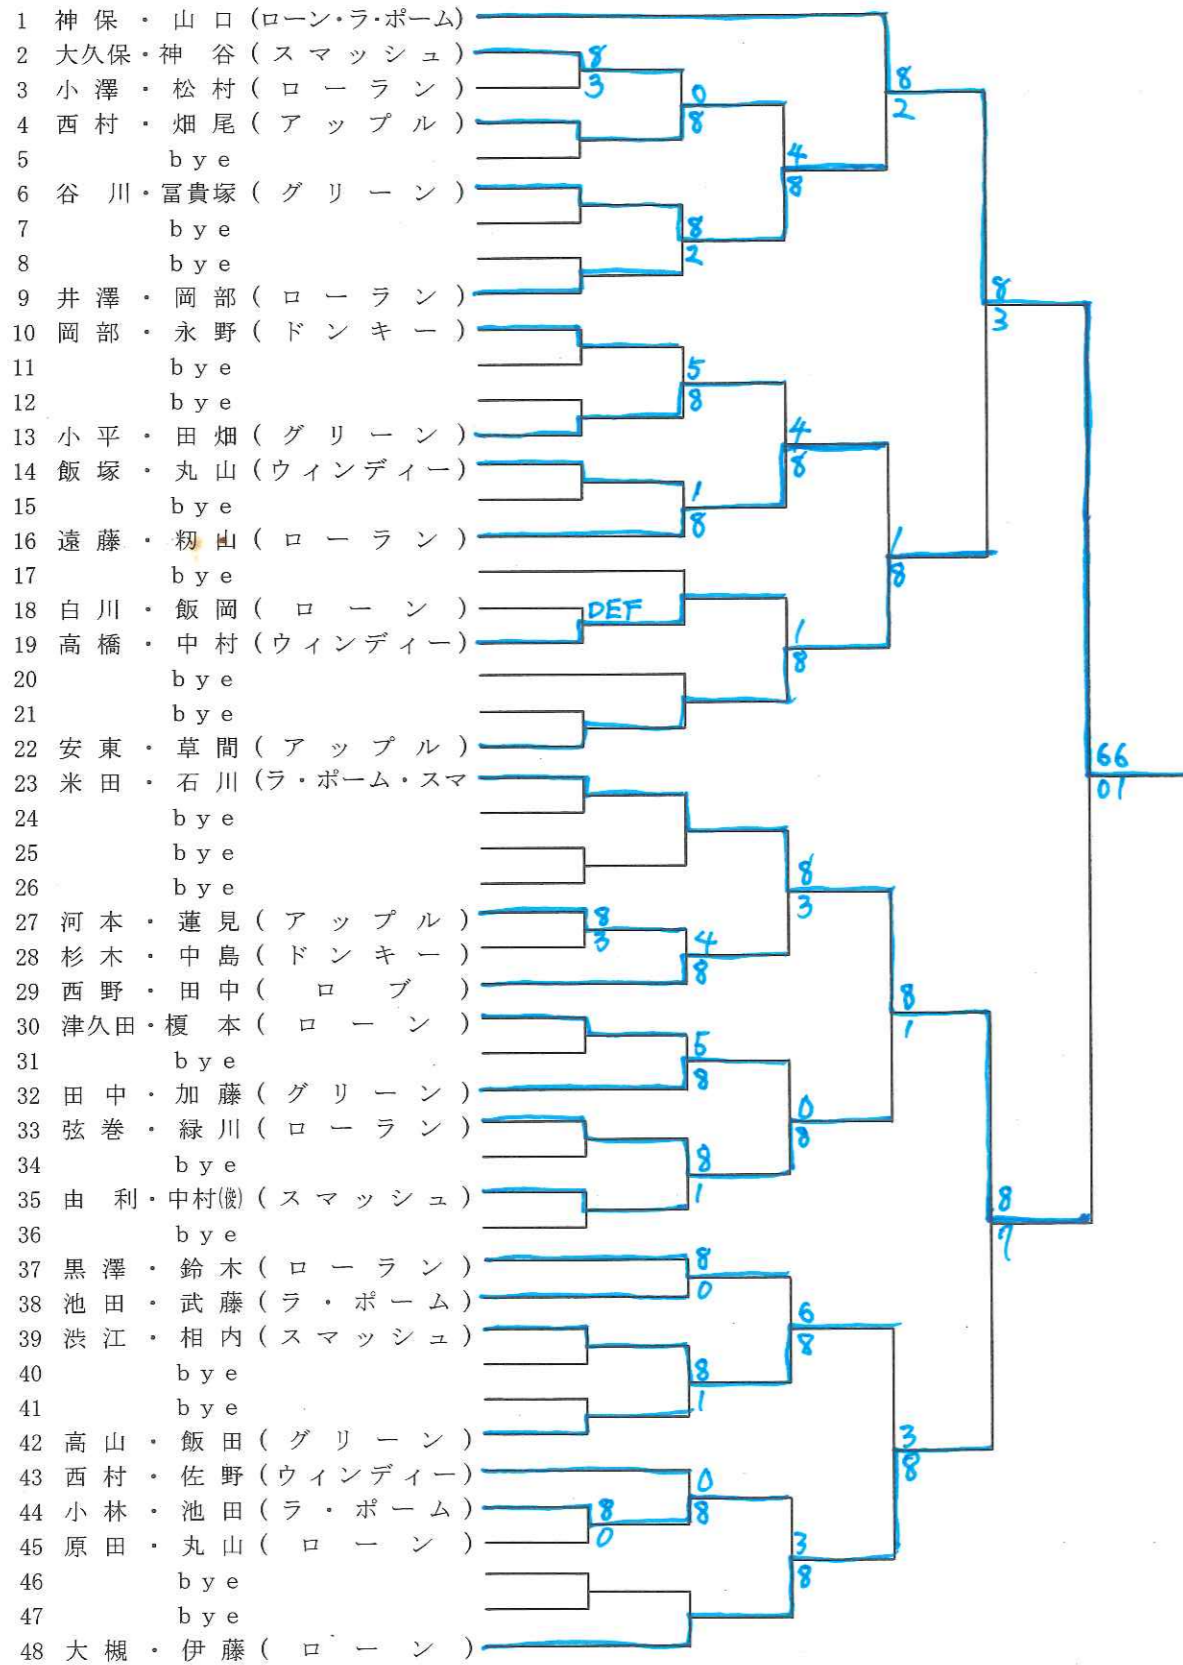 1 神保・山口(ローン・ラ・ポーム)
2 大久保・神谷(スマッシュ)
8
3 小澤・松村(ローラン)
3
0
8
2
4 西村・畑尾(アップル)
8
5 bye
4
6 谷川・冨貴塚(グリーン)
8
7 bye
8
8 bye
2
9 井澤・岡部(ローラン)
8
3
10 岡部・永野(ドンキー)
11 bye
5
12 bye
8
13 小平・田畑(グリーン)
4
14 飯塚・丸山(ウィンディー)
8
15 bye
1
16 遠藤・籾山(ローラン)
8
1
17 bye
8
18 白川・飯岡(ローン)
DEF
19 高橋・中村(ウィンディー)
1
8
20 bye
21 bye
22 安東・草間(アップル)
66
23 米田・石川(ラ・ポーム・スマ
01
24 bye
25 bye
8
26 bye
3
27 河本・蓮見(アップル)
8
28 杉木・中島(ドンキー)
3
4
29 西野・田中(ロブ)
8
8
30 津久田・榎本(ローン)
1
31 bye
5
32 田中・加藤(グリーン)
8
33 弦巻・緑川(ローラン)
0
8
34 bye
8
35 由利・中村㈲(スマッシュ)
1
8
36 bye
7
37 黒澤・鈴木(ローラン)
8
38 池田・武藤(ラ・ポーム)
0
6
39 渋江・相内(スマッシュ)
8
40 bye
8
41 bye
1
42 高山・飯田(グリーン)
3
8
43 西村・佐野(ウィンディー)
0
44 小林・池田(ラ・ポーム)
8
8
45 原田・丸山(ローン)
0
3
46 bye
8
47 bye
48 大槻・伊藤(ローン)